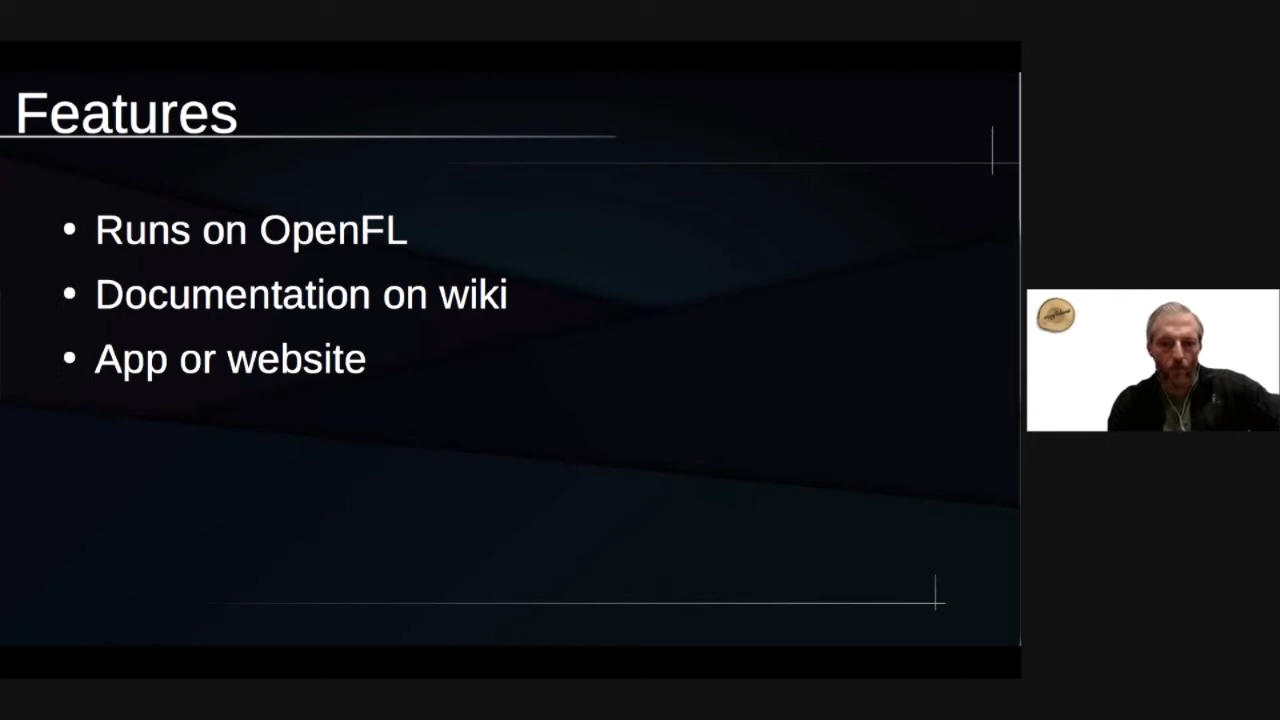 Features
• Runs on OpenFL
• Documentation on wiki
• App or website